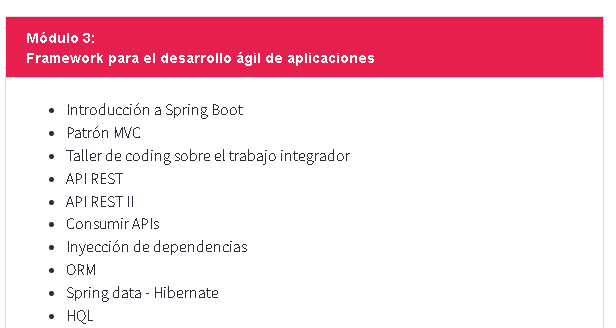 Módulo 3:
Framework para el desarrollo ágil de aplicaciones
• Introducción a Spring Boot
• Patrón MVC
• Taller de coding sobre el trabajo integrador
• API REST
• API REST II
• Consumir APIs
• Inyección de dependencias
• ORM
• Spring data - Hibernate
• HQL